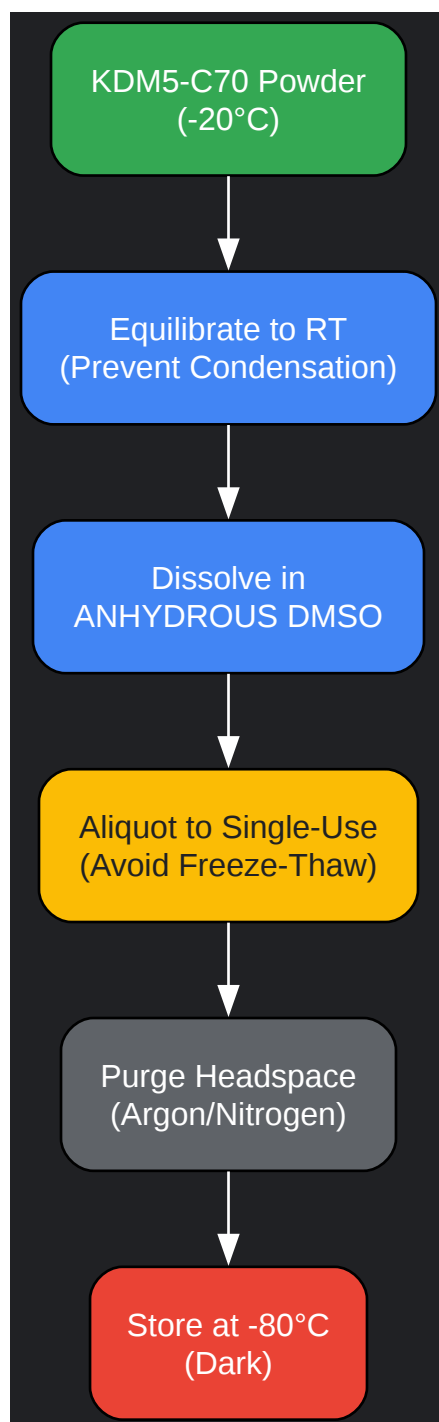 KDM5-C70 Powder
(-20°C)
Equilibrate to RT
(Prevent Condensation)
Dissolve in
ANHYDROUS DMSO
Aliquot to Single-Use
(Avoid Freeze-Thaw)
Purge Headspace
(Argon/Nitrogen)
Store at -80°C
(Dark)